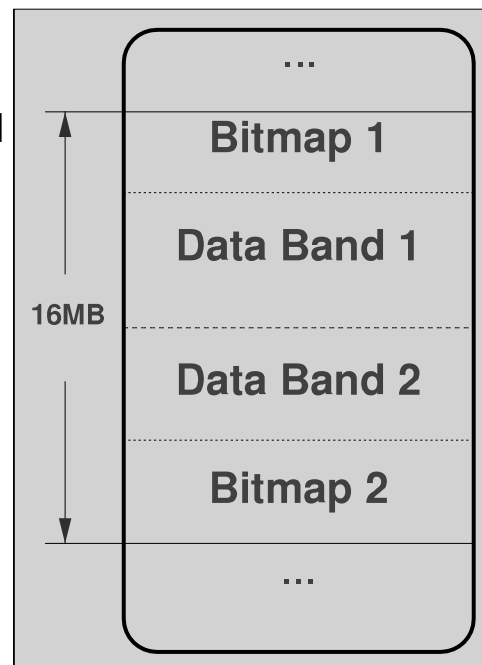 ...
Bitmap 1
Data Band 1
16MB
Data Band 2
Bitmap 2
...